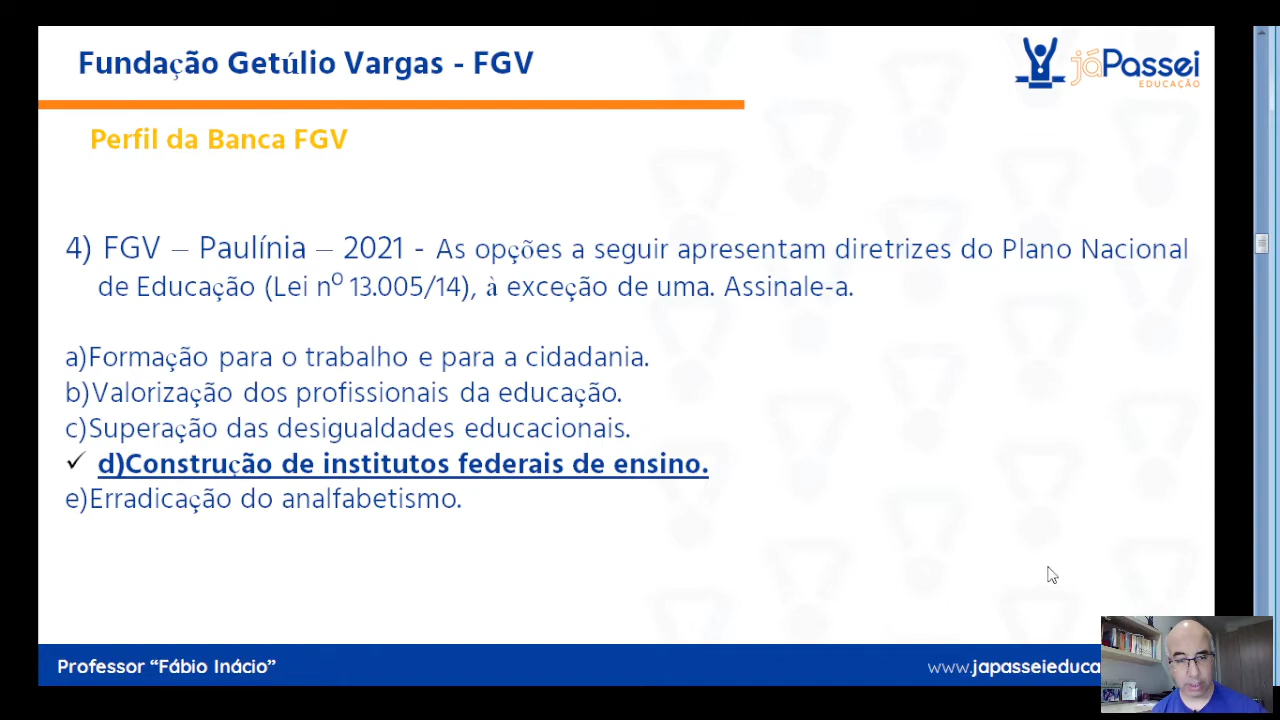 Fundação Getúlio Vargas - FGV
jáPassei
EDUCAÇÃO
Perfil da Banca FGV
4) FGV – Paulínia – 2021 - As opções a seguir apresentam diretrizes do Plano Nacional
de Educação (Lei nº 13.005/14), à exceção de uma. Assinale-a.
a)Formação para o trabalho e para a cidadania.
b)Valorização dos profissionais da educação.
c)Superação das desigualdades educacionais.
✓ d)Construção de institutos federais de ensino.
e)Erradicação do analfabetismo.
Professor “Fábio Inácio”
www.japasseieduca